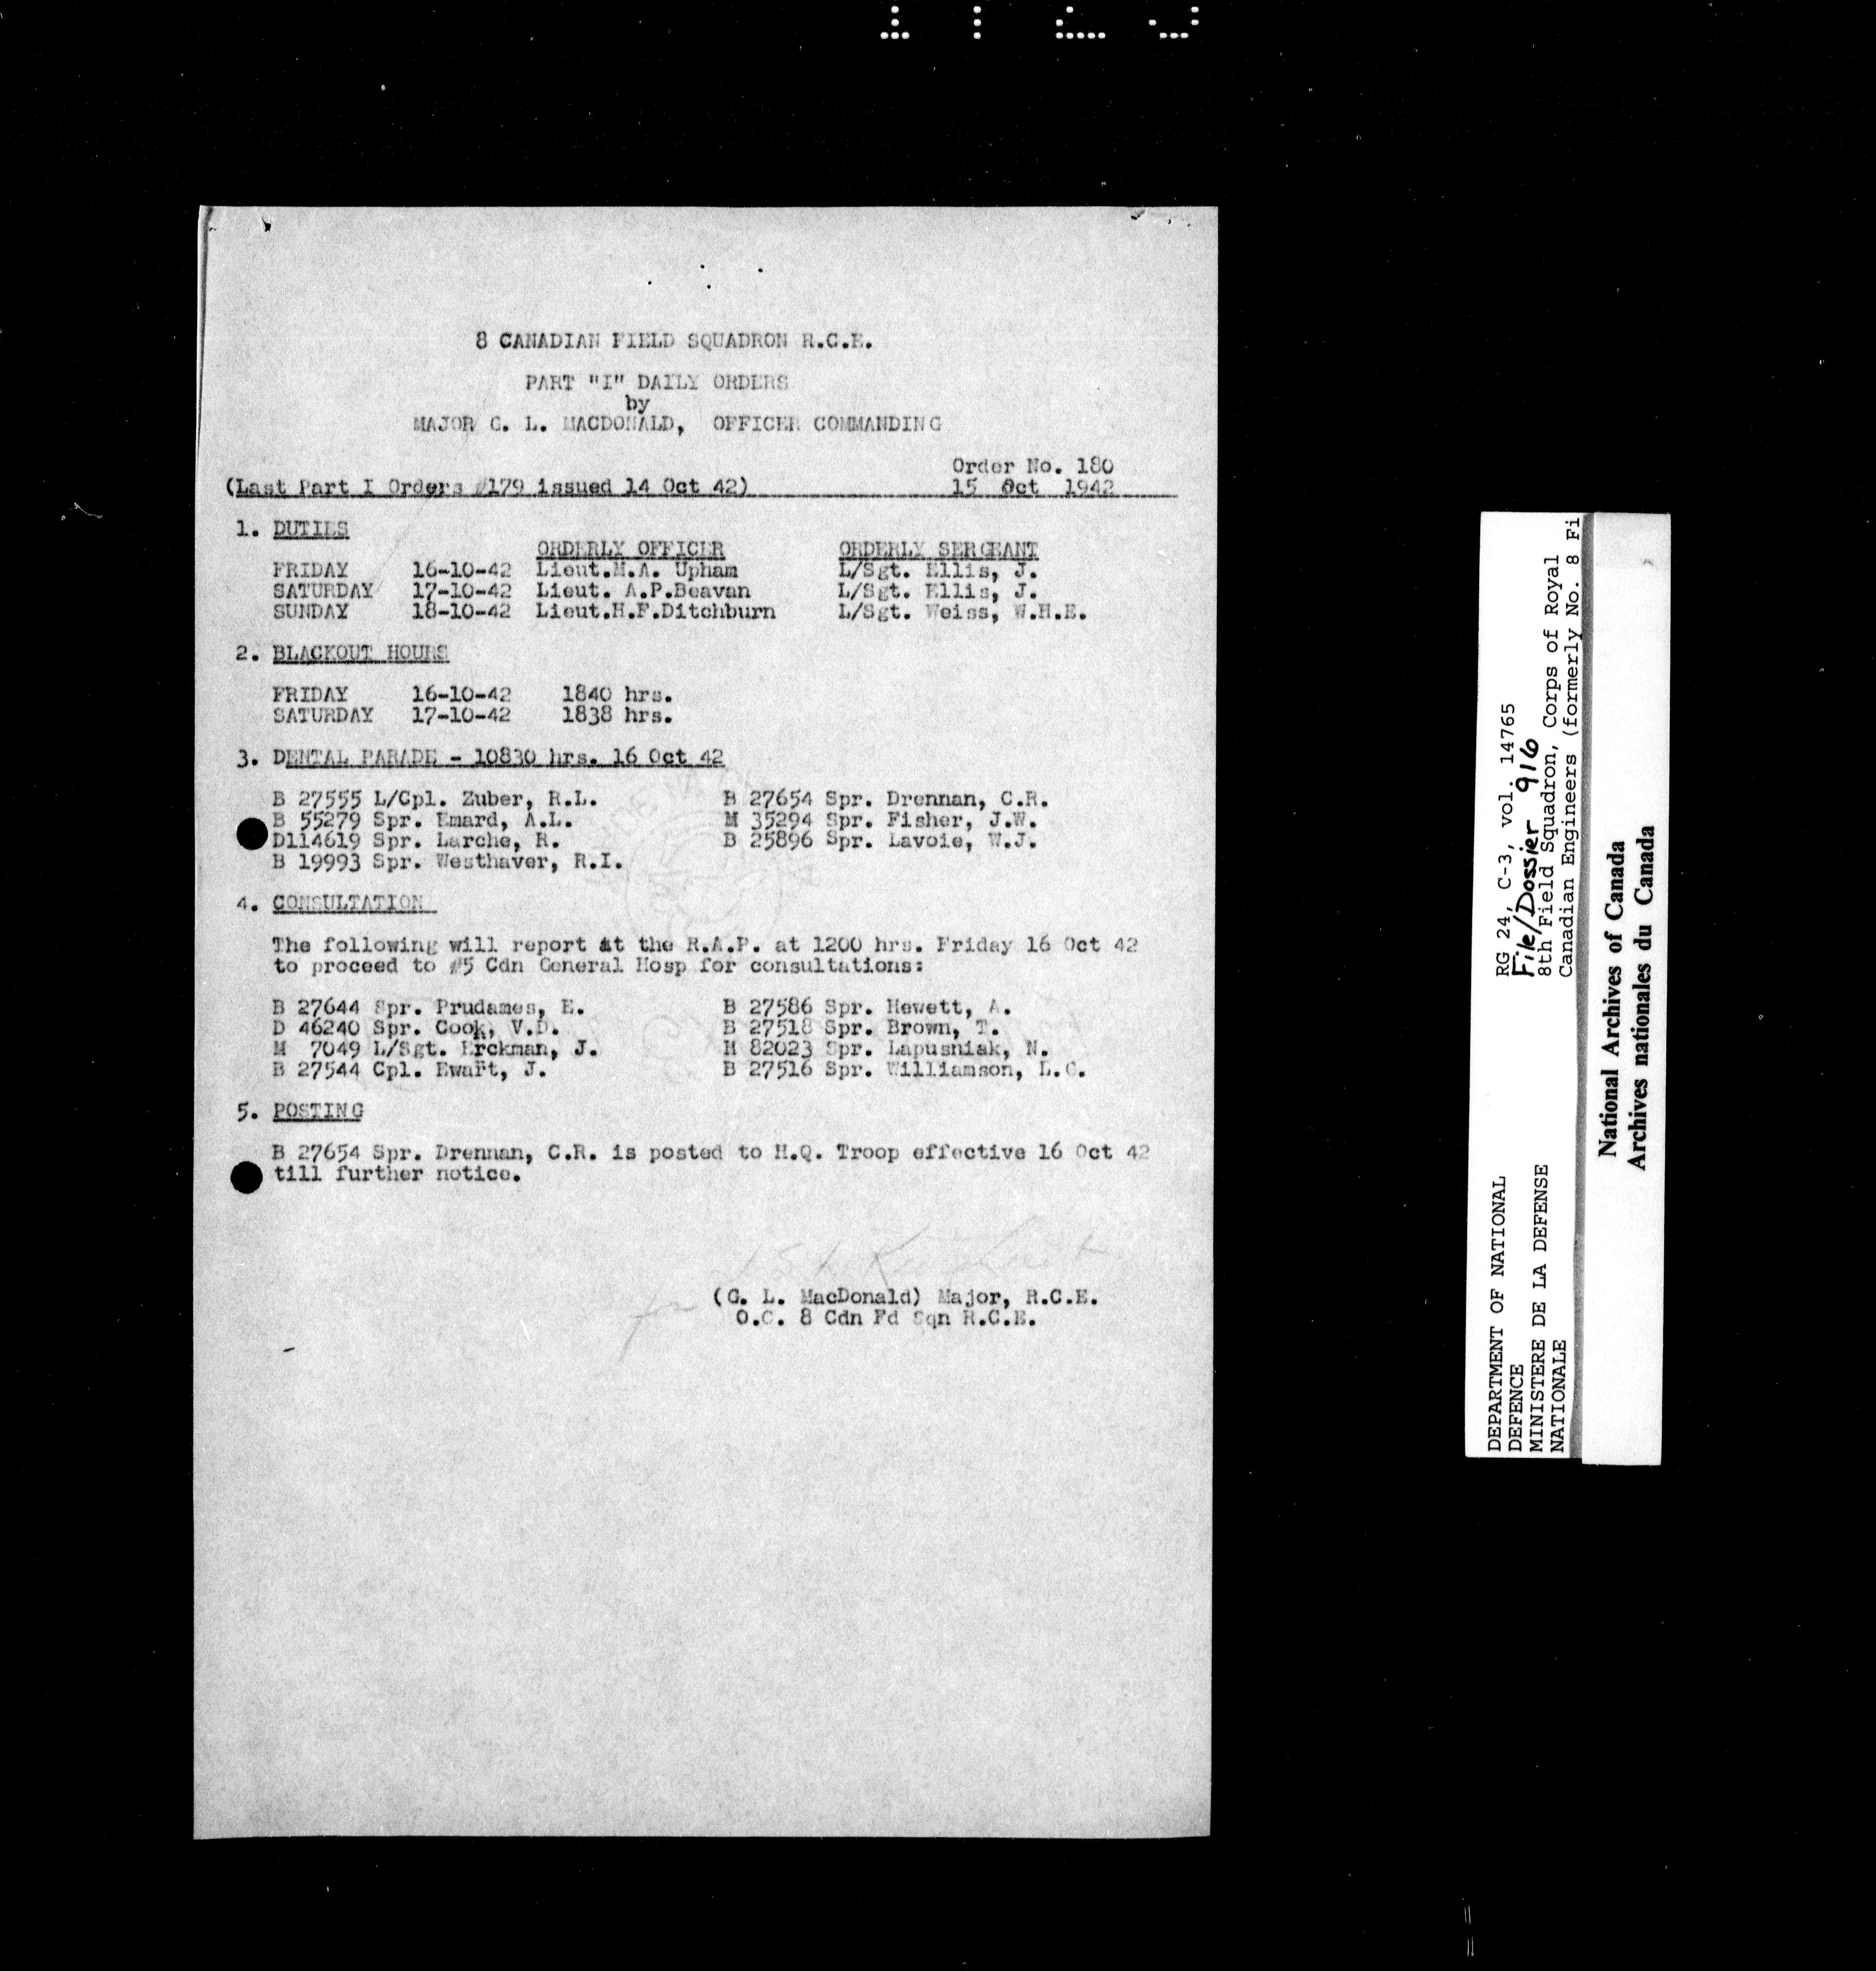 8 CANADIAN FIELD SQUADRON R.C.E.
PART "I" DAILY ORDERS
by
MAJOR G. L. MACDONALD, OFFICER COMMANDING
Order No. 180
(Last Part I Orders #179 issued 14 Oct 42) 15 Oct 1942
1. DUTIES
ORDERLY OFFICER ORDERLY SERGEANT
FRIDAY 16-10-42 Lieut.M.A. Upham L/Sgt. Ellis, J.
SATURDAY 17-10-42 Lieut. A.P.Beavan L/Sgt. Ellis, J.
SUNDAY 18-10-42 Lieut.H.F.Ditchburn L/Sgt. Weiss, W.H.E.
2. BLACKOUT HOURS
FRIDAY 16-10-42 1840 hrs.
SATURDAY 17-10-42 1838 hrs.
3. DENTAL PARADE - 10830 hrs. 16 Oct 42
B 27555 L/Cpl. Zuber, R.L. B 27654 Spr. Drennan, C.R.
B 55279 Spr. Emard, A.L. M 35294 Spr. Fisher, J.W.
D114619 Spr. Larche, R. B 25896 Spr. Lavoie, W.J.
B 19993 Spr. Westhaver, R.I.
4. CONSULTATION
The following will report at the R.A.P. at 1200 hrs. Friday 16 Oct 42
to proceed to #5 Cdn General Hosp for consultations:
B 27644 Spr. Prudames, E. B 27586 Spr. Hewett, A.
D 46240 Spr. Cook, V.D. B 27518 Spr. Brown, T.
M 7049 L/Sgt. Erckman, J. H 82023 Spr. Lapusniak, N.
B 27544 Cpl. Ewart, J. B 27516 Spr. Williamson, L.C.
5. POSTING
B 27654 Spr. Drennan, C.R. is posted to H.Q. Troop effective 16 Oct 42
till further notice.
for
(G. L. MacDonald) Major, R.C.E.
O.C. 8 Cdn Fd Sqn R.C.E.
DEPARTMENT OF NATIONAL
DEFENCE
MINISTERE DE LA DEFENSE
NATIONALE
RG 24, C-3, vol. 14765
File/Dossier 916
8th Field Squadron, Corps of Royal
Canadian Engineers (formerly No. 8 Fi
National Archives of Canada
Archives nationales du Canada